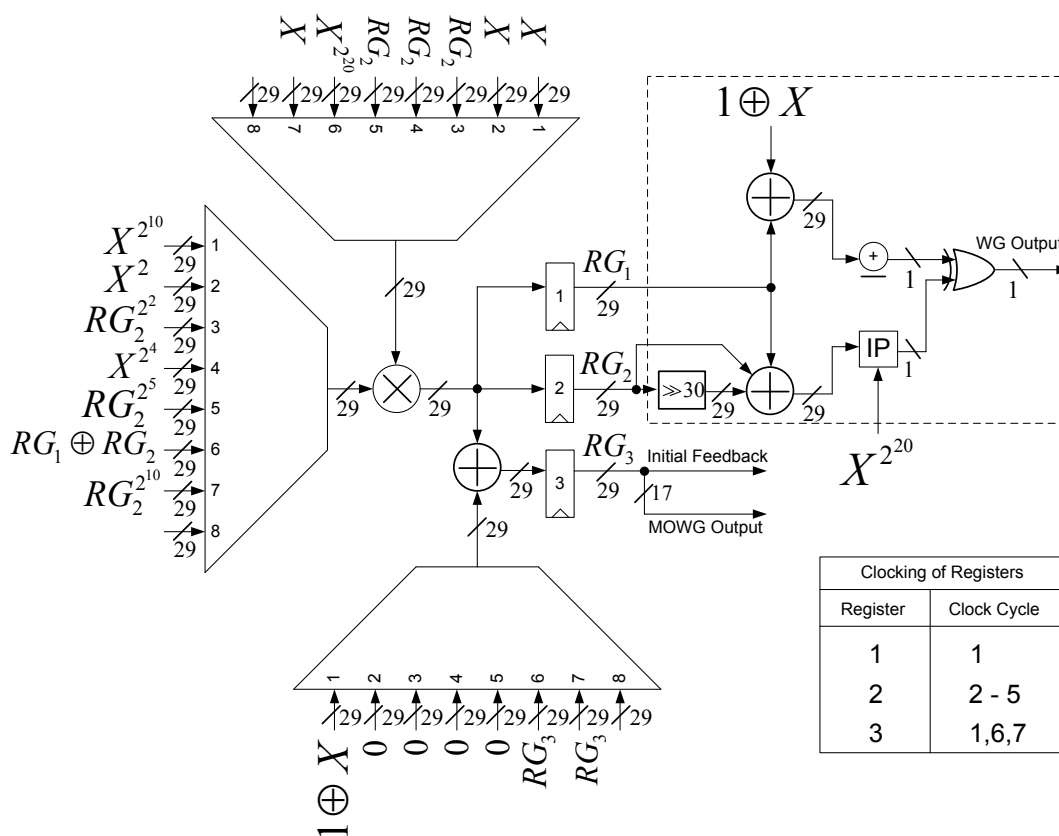 X X^{2^{20}} RG_2 RG_2 RG_2 X X
29 29 29 29 29 29 29 29
8 7 6 5 4 3 2 1
1 ⊕ X
29
WG Output
1
1
29
X^{2^{10}} 29 1
X^2 29 2
RG_2^{2^2} 29 3
X^{2^4} 29 4
RG_2^{2^5} 29 5
RG_1 ⊕ RG_2 29 6
RG_2^{2^{10}} 29 7
29 8
29
29
1
RG_1
29
2
RG_2
29
≫30
29
29
IP
1
X^{2^{20}}
29
3
RG_3
29
Initial Feedback
17
MOWG Output
29
1 2 3 4 5 6 7 8
29 29 29 29 29 29 29 29
1 ⊕ X 0 0 0 0 RG_3 RG_3
Clocking of Registers
Register Clock Cycle
1 1
2 2 - 5
3 1,6,7